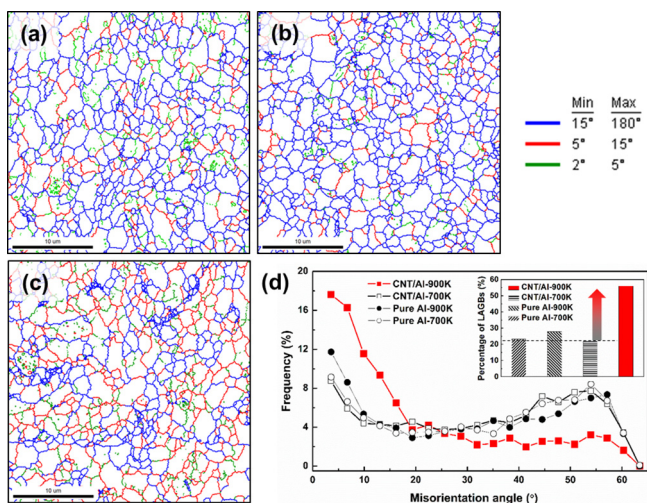 (a)
(b)
Min Max
15° 180°
5° 15°
2° 5°
10 um
10 um
(c)
10 um
(d)
CNT/Al-900K
CNT/Al-700K
Pure Al-900K
Pure Al-700K
Frequency (%)
20
16
12
8
4
0
0 10 20 30 40 50 60
Misorientation angle (°)
Percentage of LAGBs (%)
60
50
40
30
20
10
0
CNT/Al-900K
CNT/Al-700K
Pure Al-900K
Pure Al-700K